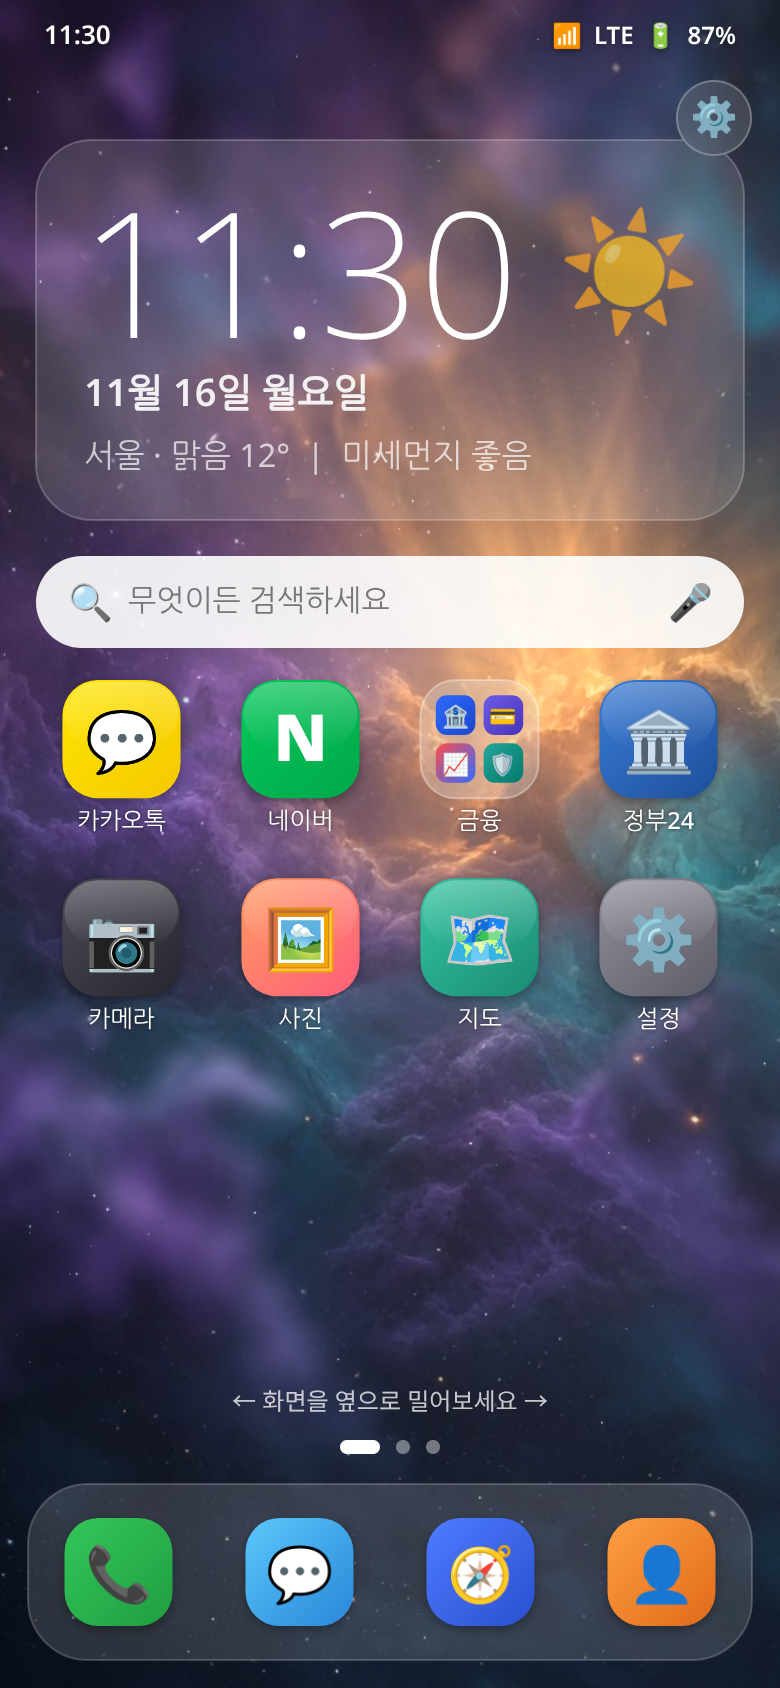 11:30
LTE 87%
11:30
11월 16일 월요일
서울 · 맑음 12° | 미세먼지 좋음
무엇이든 검색하세요
N
카카오톡 네이버 금융 정부24
카메라 사진 지도 설정
← 화면을 옆으로 밀어보세요 →